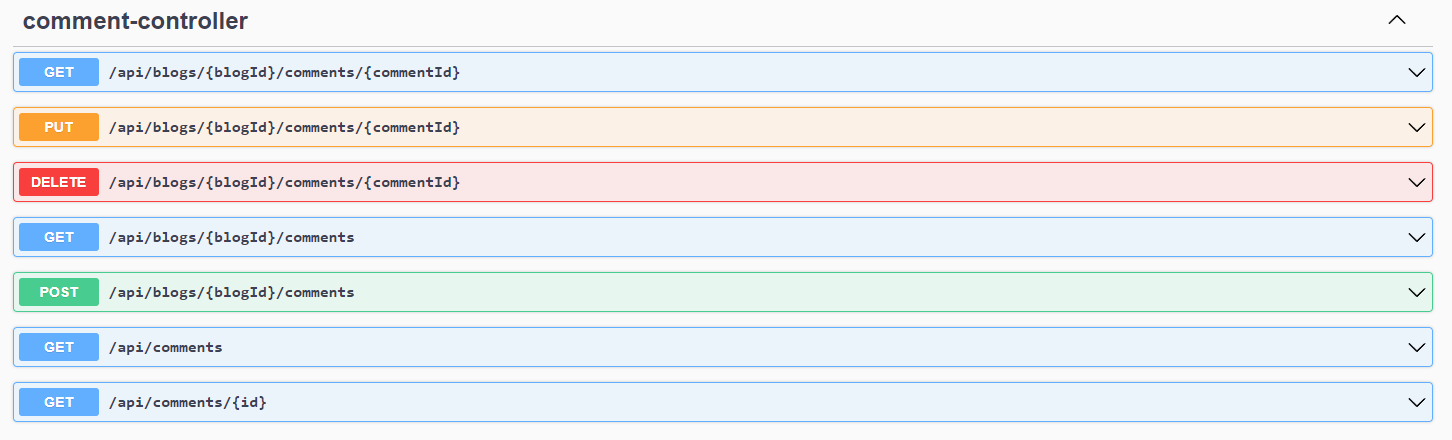 comment-controller
GET /api/blogs/{blogId}/comments/{commentId}
PUT /api/blogs/{blogId}/comments/{commentId}
DELETE /api/blogs/{blogId}/comments/{commentId}
GET /api/blogs/{blogId}/comments
POST /api/blogs/{blogId}/comments
GET /api/comments
GET /api/comments/{id}